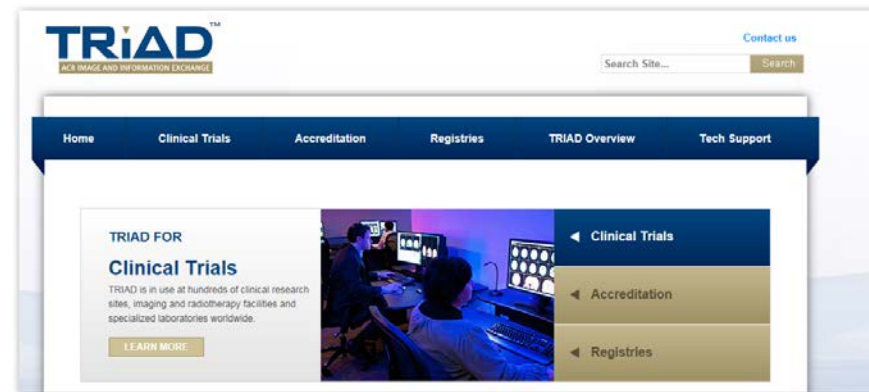 TRiAD™
ACR IMAGE AND INFORMATION EXCHANGE
Contact us
Search Site...
Search
Home
Clinical Trials
Accreditation
Registries
TRIAD Overview
Tech Support
TRIAD FOR
Clinical Trials
TRIAD is in use at hundreds of clinical research
sites, imaging and radiotherapy facilities and
specialized laboratories worldwide.
LEARN MORE
Clinical Trials
Accreditation
Registries